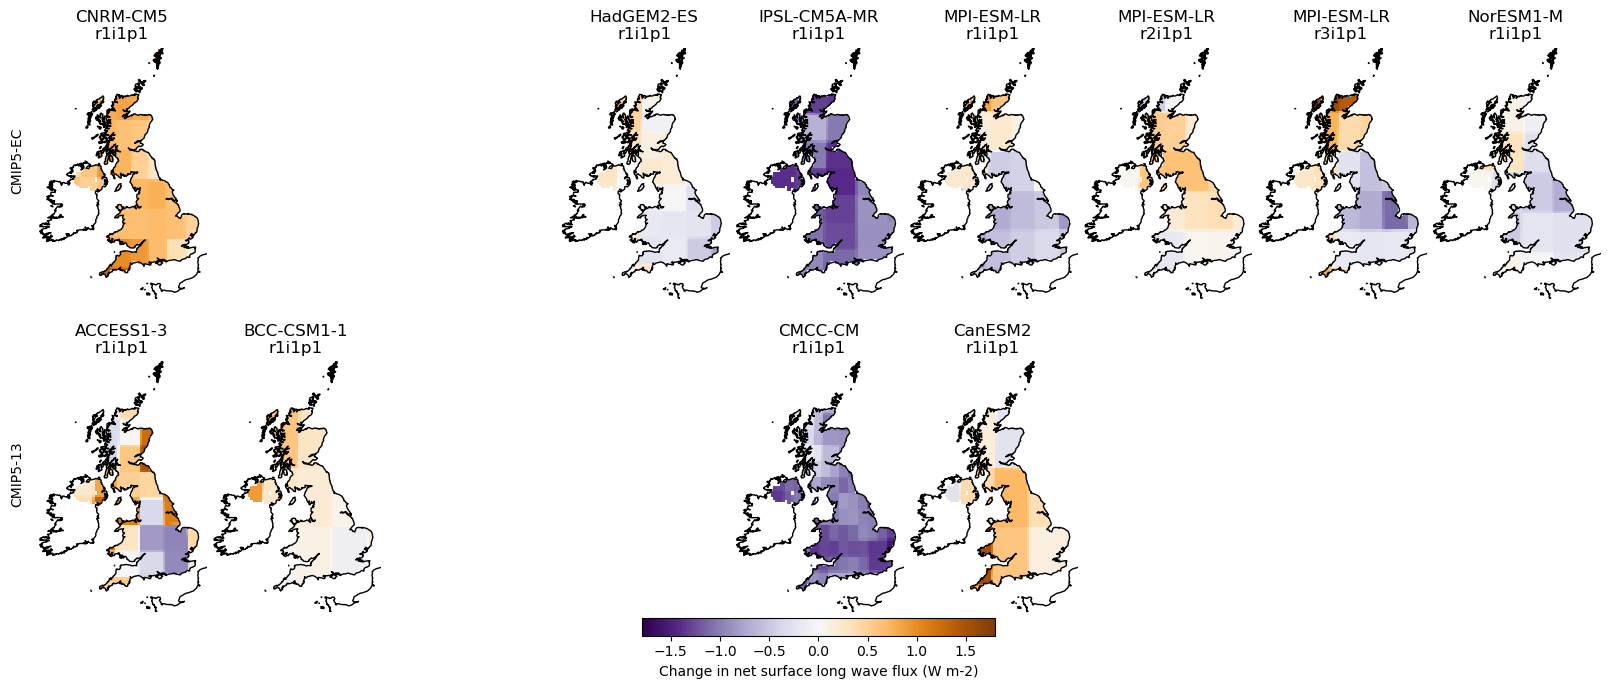 CNRM-CM5
r1i1p1
HadGEM2-ES
r1i1p1
IPSL-CM5A-MR
r1i1p1
MPI-ESM-LR
r1i1p1
MPI-ESM-LR
r2i1p1
MPI-ESM-LR
r3i1p1
NorESM1-M
r1i1p1
CMIP5-EC
ACCESS1-3
r1i1p1
BCC-CSM1-1
r1i1p1
CMCC-CM
r1i1p1
CanESM2
r1i1p1
CMIP5-13
−1.5 −1.0 −0.5 0.0 0.5 1.0 1.5
Change in net surface long wave flux (W m-2)